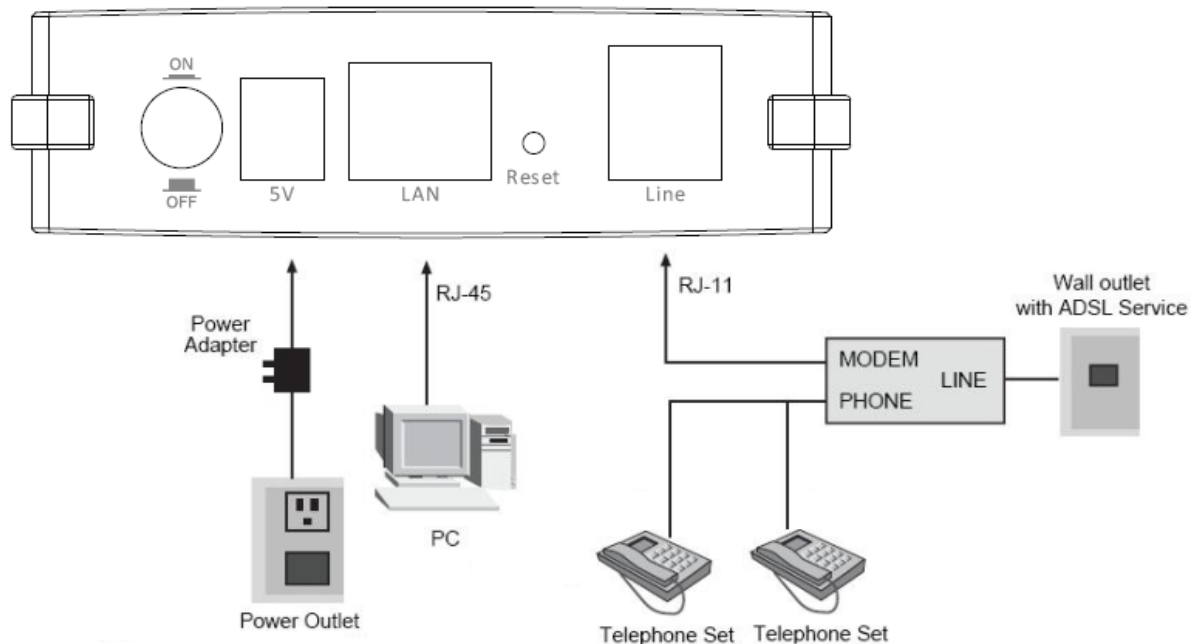 ON
OFF
5V
LAN
Reset
Line
RJ-45
RJ-11
Wall outlet
with ADSL Service
Power
Adapter
MODEM
LINE
PHONE
PC
Power Outlet
Telephone Set
Telephone Set